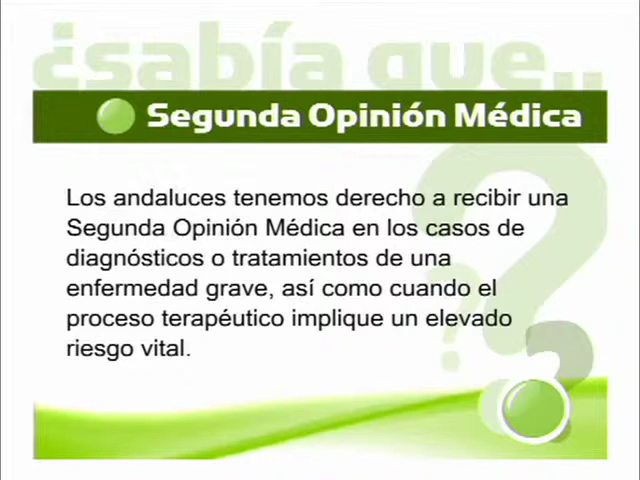 ¿sabía que...
Segunda Opinión Médica
Los andaluces tenemos derecho a recibir una
Segunda Opinión Médica en los casos de
diagnósticos o tratamientos de una
enfermedad grave, así como cuando el
proceso terapéutico implique un elevado
riesgo vital.